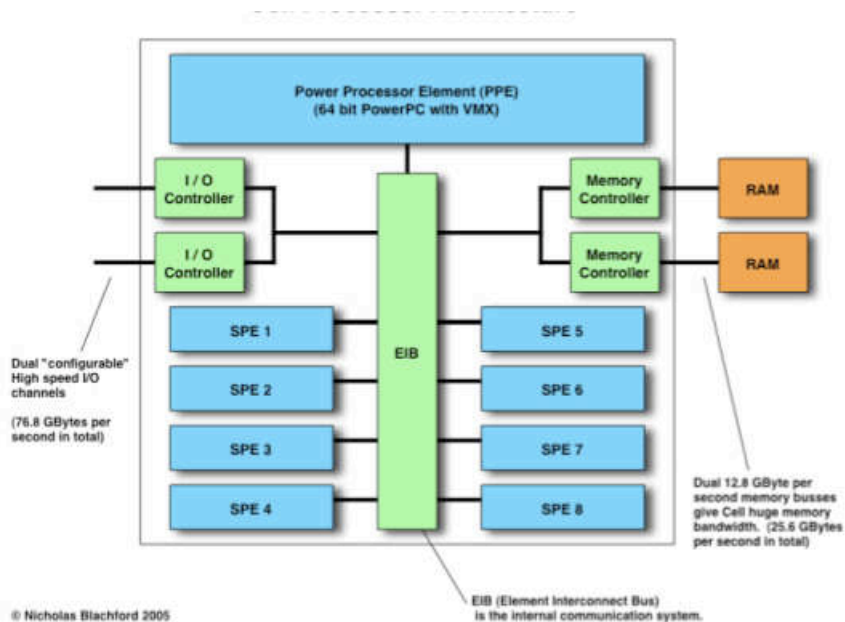 Power Processor Element (PPE)
(64 bit PowerPC with VMX)
I / O
Controller
Memory
Controller
RAM
I / O
Controller
Memory
Controller
RAM
SPE 1
SPE 5
EIB
Dual "configurable"
High speed I/O
channels
SPE 2
SPE 6
(76.8 GBytes per
second in total)
SPE 3
SPE 7
Dual 12.8 GByte per
second memory busses
give Cell huge memory
bandwidth. (25.6 GBytes
per second in total)
SPE 4
SPE 8
EIB (Element Interconnect Bus)
is the internal communication system.
© Nicholas Blachford 2005